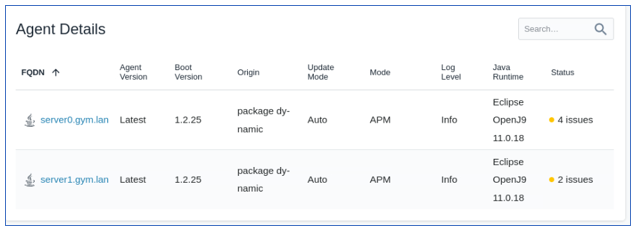 Agent Details
Search...
FQDN Agent Version Boot Version Origin Update Mode Mode Log Level Java Runtime Status
server0.gym.lan Latest 1.2.25 package dy-namic Auto APM Info Eclipse OpenJ9 11.0.18 4 issues
server1.gym.lan Latest 1.2.25 package dy-namic Auto APM Info Eclipse OpenJ9 11.0.18 2 issues